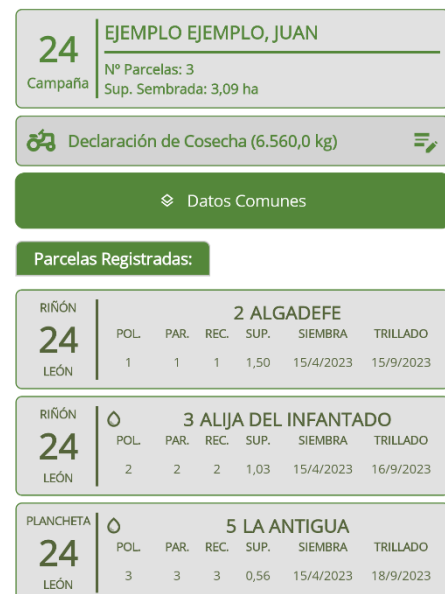 24
Campaña
EJEMPLO EJEMPLO, JUAN
Nº Parcelas: 3
Sup. Sembrada: 3,09 ha
Declaración de Cosecha (6.560,0 kg)
Datos Comunes
Parcelas Registradas:
RIÑÓN
24
LEÓN
2 ALGADEFE
POL. PAR. REC. SUP. SIEMBRA TRILLADO
1 1 1 1,50 15/4/2023 15/9/2023
RIÑÓN
24
LEÓN
3 ALIJA DEL INFANTADO
POL. PAR. REC. SUP. SIEMBRA TRILLADO
2 2 2 1,03 15/4/2023 16/9/2023
PLANCHETA
24
LEÓN
5 LA ANTIGUA
POL. PAR. REC. SUP. SIEMBRA TRILLADO
3 3 3 0,56 15/4/2023 18/9/2023